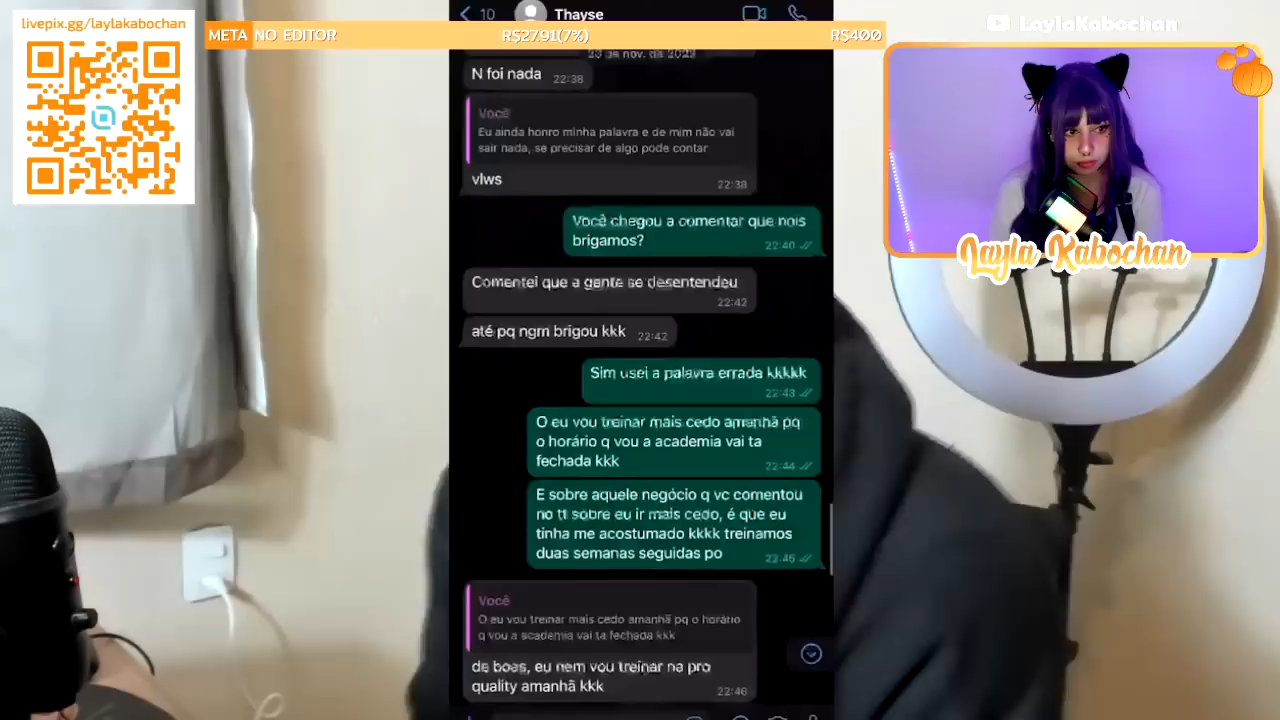 livepix.gg/laylakabochan
META NO EDITOR
R$27.91(7%)
R$400
LaylaKabochan
Layla Kabochan
10
Thayse
23 de nov. de 2022
N foi nada
22:38
Você
Eu ainda honro minha palavra e de mim não vai
sair nada, se precisar de algo pode contar
vlws
22:38
Você chegou a comentar que nois
brigamos?
22:40
Comentei que a gente se desentendeu
22:42
até pq ngm brigou kkk
22:42
Sim usei a palavra errada kkkkk
22:43
O eu vou treinar mais cedo amanhã pq
o horário q vou a academia vai ta
fechada kkk
22:44
E sobre aquele negócio q vc comentou
no tt sobre eu ir mais cedo, é que eu
tinha me acostumado kkkk treinamos
duas semanas seguidas po
22:45
Você
O eu vou treinar mais cedo amanhã pq o horário
q vou a academia vai ta fechada kkk
de boas, eu nem vou treinar na pro
quality amanhã kkk
22:46